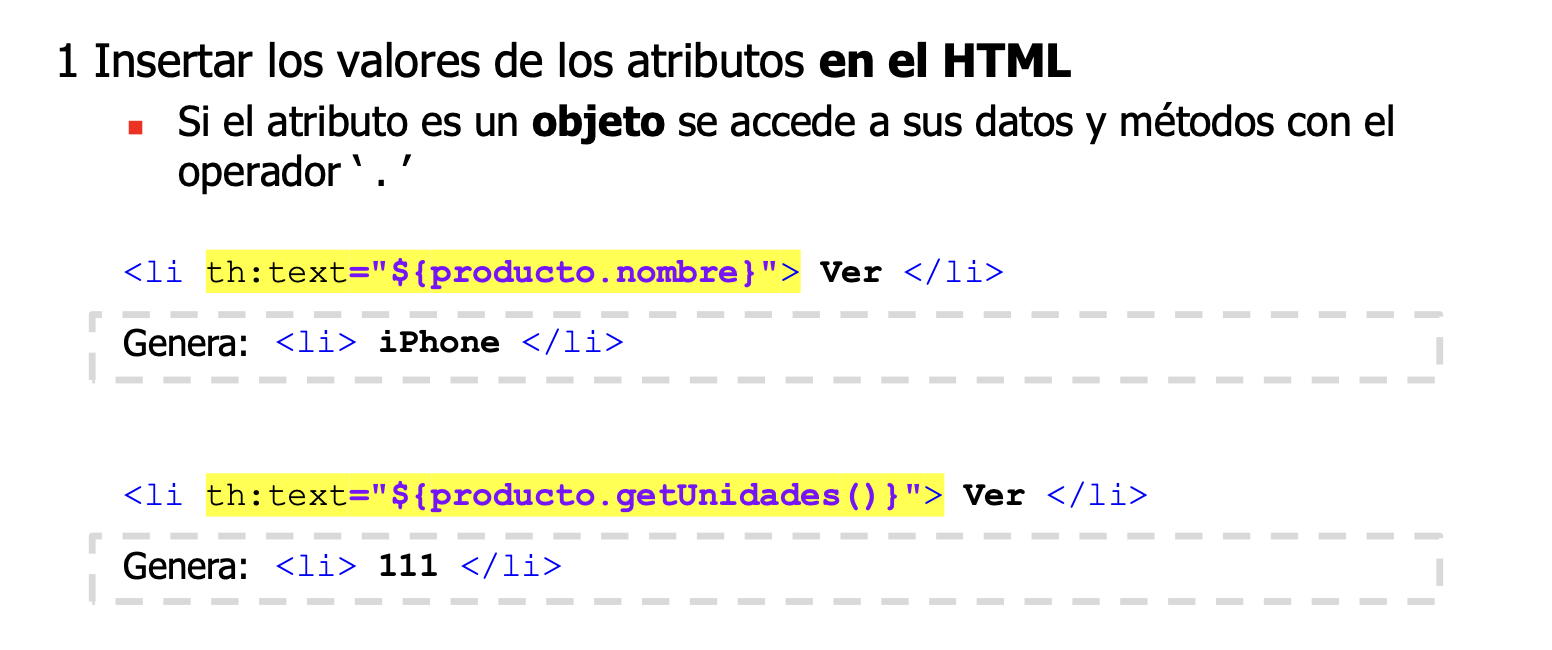 1 Insertar los valores de los atributos en el HTML
▪ Si el atributo es un objeto se accede a sus datos y métodos con el
operador ‘ . ’
<li th:text="${producto.nombre}"> Ver </li>
Genera: <li> iPhone </li>
<li th:text="${producto.getUnidades()}"> Ver </li>
Genera: <li> 111 </li>